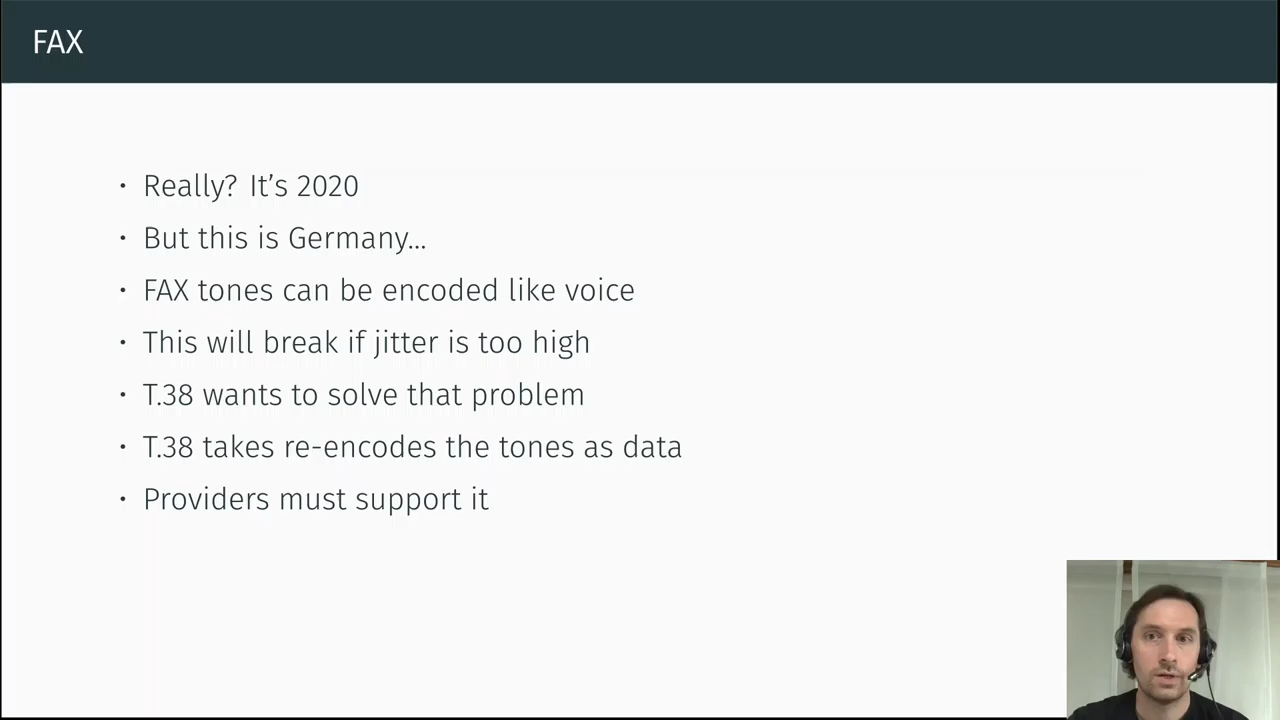 FAX
• Really? It’s 2020
• But this is Germany...
• FAX tones can be encoded like voice
• This will break if jitter is too high
• T.38 wants to solve that problem
• T.38 takes re-encodes the tones as data
• Providers must support it